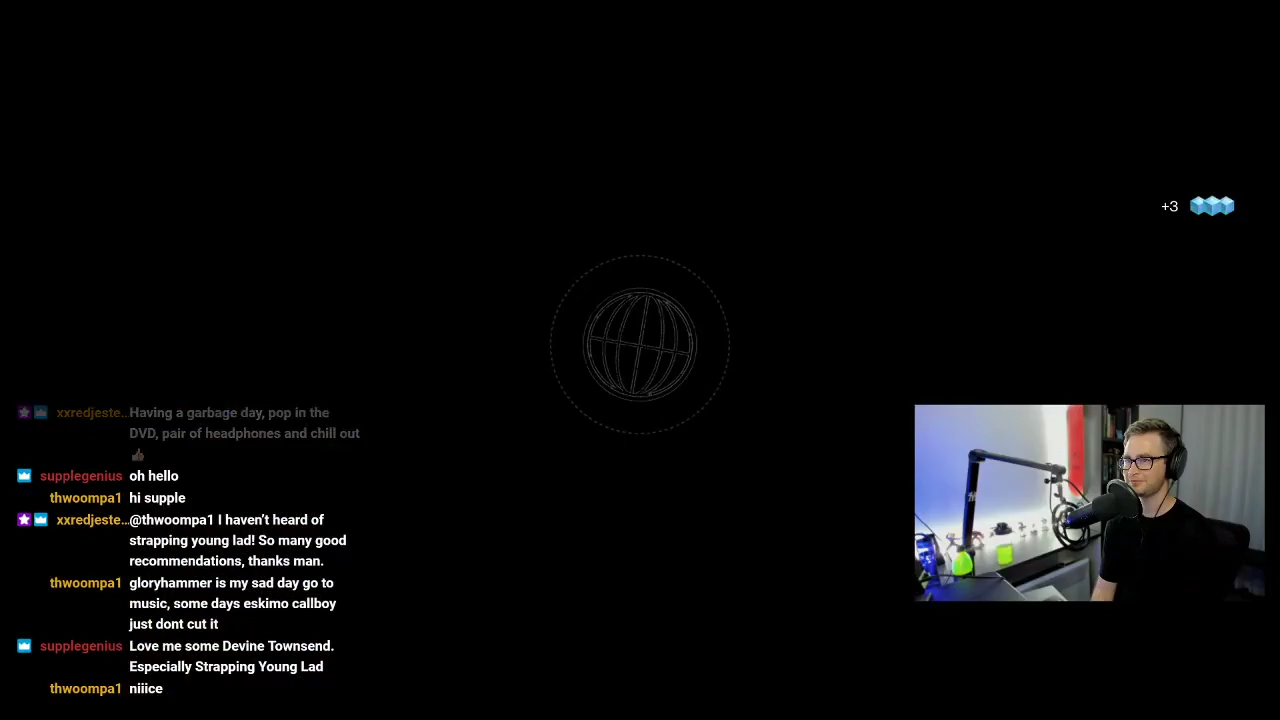 +3
xxredjeste...Having a garbage day, pop in the
DVD, pair of headphones and chill out
supplegenius oh hello
thwoompa1 hi supple
xxredjeste...@thwoompa1 I haven’t heard of
strapping young lad! So many good
recommendations, thanks man.
thwoompa1 gloryhammer is my sad day go to
music, some days eskimo callboy
just dont cut it
supplegenius Love me some Devine Townsend.
Especially Strapping Young Lad
thwoompa1 niiice